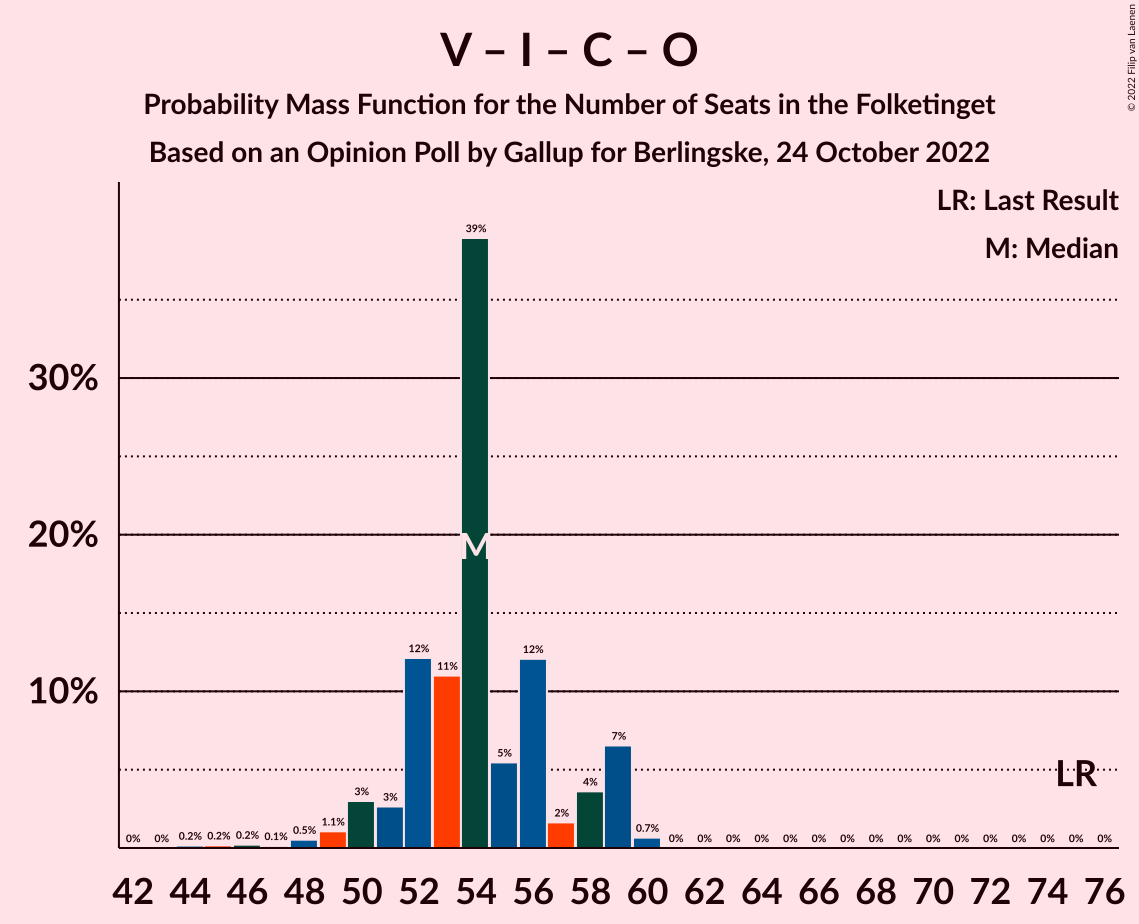 V – I – C – O
Probability Mass Function for the Number of Seats in the Folketinget
Based on an Opinion Poll by Gallup for Berlingske, 24 October 2022
© 2022 Filip van Laenen
LR: Last Result
M: Median
39%
30%
20%
M
12% 11% 12%
10%
7%
5%
4%
LR
3% 3%
2%
0% 0% 0.2% 0.2% 0.2% 0.1% 0.5% 1.1% 0.7% 0% 0% 0% 0% 0% 0% 0% 0% 0% 0% 0% 0% 0% 0% 0% 0%
42 44 46 48 50 52 54 56 58 60 62 64 66 68 70 72 74 76